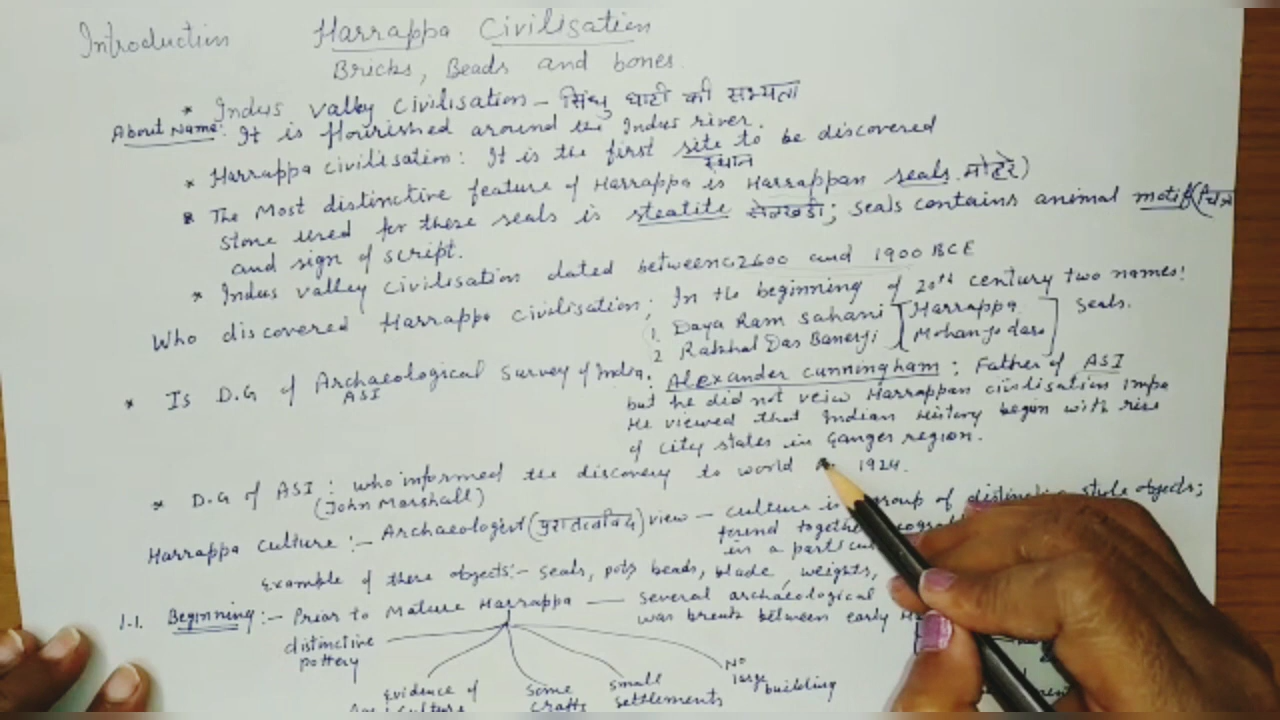 Introduction Harrappa Civilisation
Bricks, Beads and bones.
* Indus valley Civilisation - सिंधु घाटी की सभ्यता
About Name: It is flourished around the Indus river.
* Harrappa civilisation: It is the first site to be discovered
स्थान
* The Most distinctive feature of Harrappa is Harrappan seals (मोहरे)
Stone used for these seals is steatite सेलखडी; seals contains animal motif
and sign of script.
* Indus valley Civilisation dated between c2600 and 1900 BCE
Who discovered Harrappa civilisation; In the beginning of 20th century two names:
1. Daya Ram Sahani Harrappa seals.
2 Rakhal Das Banerji Mohanjodaro
* Is D.G of Archaeological Survey of India. Alexander Cunningham: Father of ASI
ASI
but he did not veiw Harrappan civilisation impo
He viewed that Indian History begin with rise
of city states in Ganges region.
* D.G of ASI: who informed the discovery to world 1924.
(John Marshall)
Harrappa culture :- Archaeologist (पुरातत्वविद) view - culture is group of distinctive style objects;
found together
in a
Example of these objects:- seals, pots, beads, blade, weights,
1.1. Beginning :- Prior to Mature Harrappa — several archaeological
was breuk between early
distinctive
pottery
Evidence of some small No
crafts settlements large building